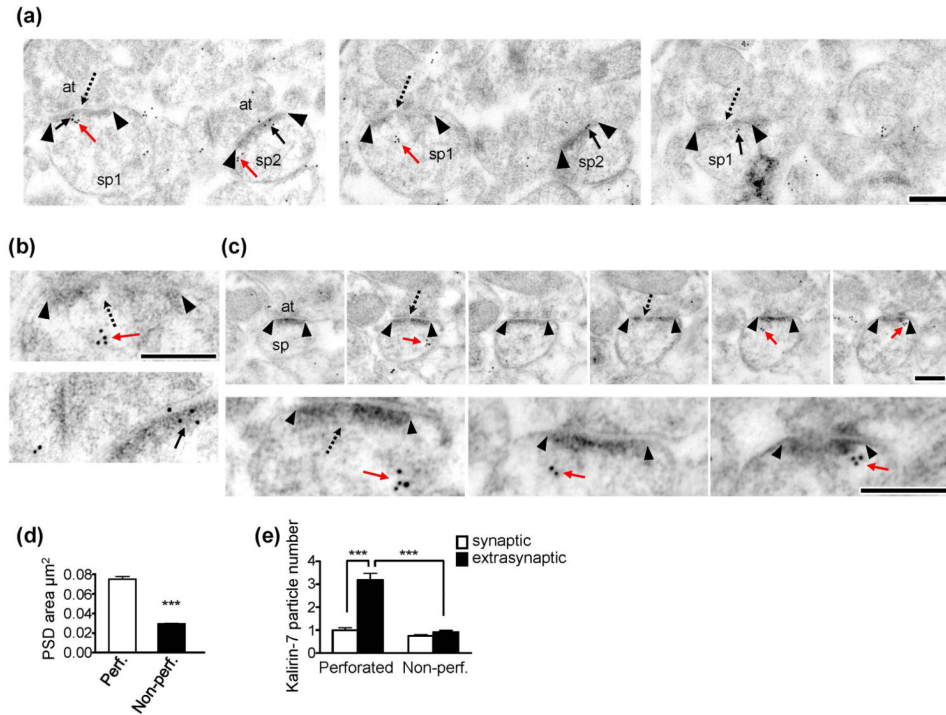 (a)
at
at
sp1
sp2
sp1
sp2
sp1
(b)
(c)
at
sp
(d)
PSD area µm²
0.08
0.06
0.04
0.02
0.00
***
Perf.
Non-perf.
(e)
Kalirin-7 particle number
4
3
2
1
0
***
***
synaptic
extrasynaptic
Perforated
Non-perf.